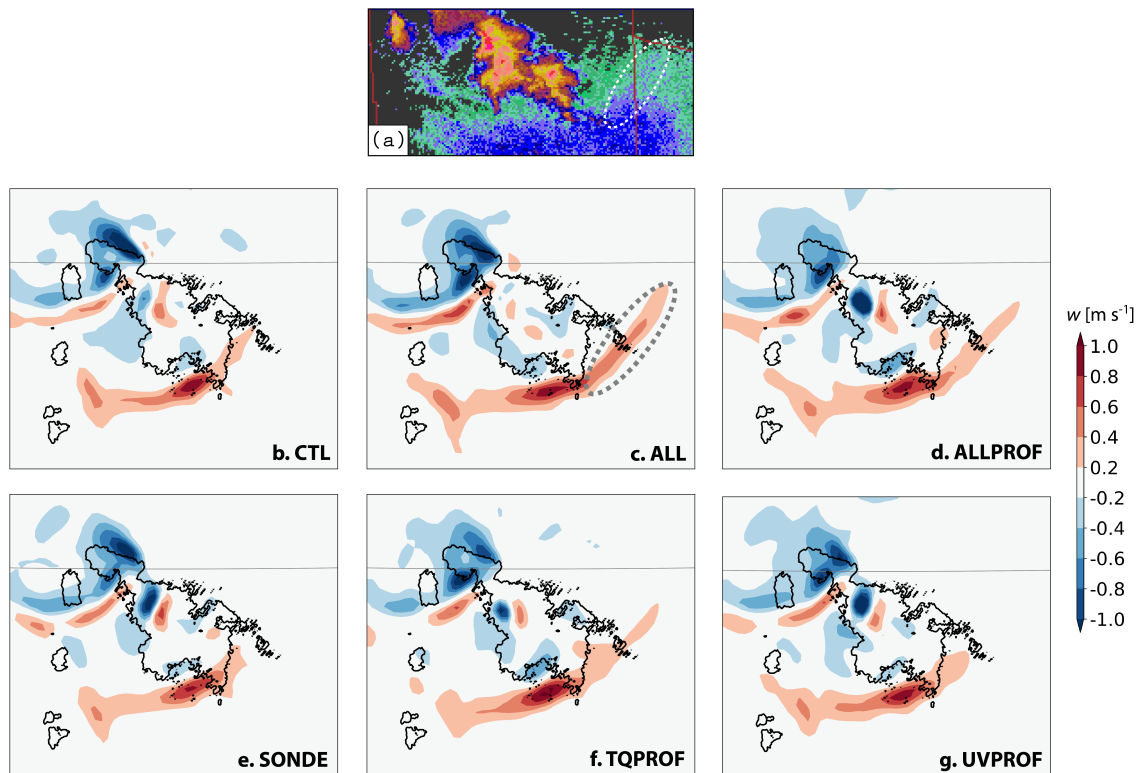 (a)
b. CTL
c. ALL
d. ALLPROF
e. SONDE
f. TQPROF
g. UVPROF
w [m s⁻¹]
1.0
0.8
0.6
0.4
0.2
-0.2
-0.4
-0.6
-0.8
-1.0